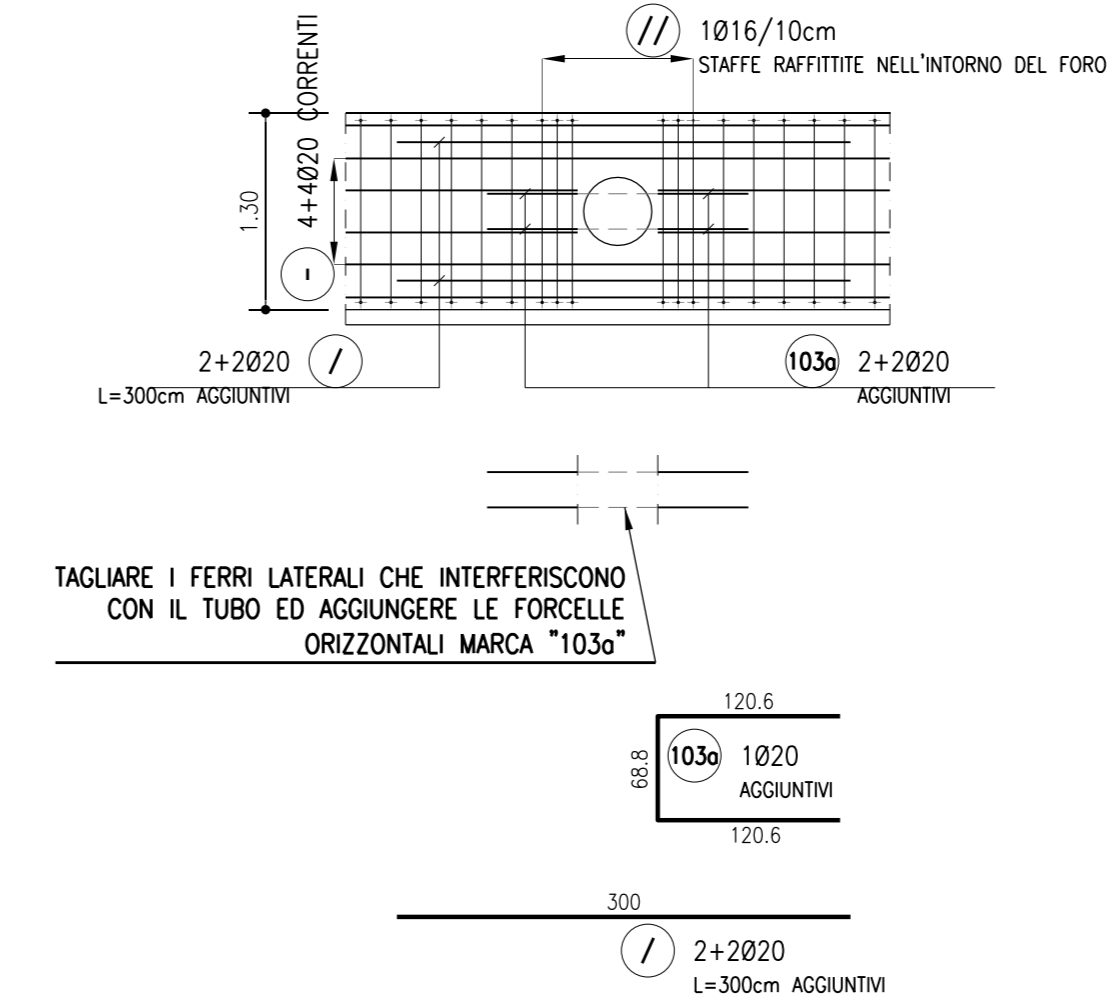 // 1Ø16/10cm
STAFFE RAFFITTITE NELL'INTORNO DEL FORO
4+4Ø20 CORRENTI
1.30
I
2+2Ø20 /
L=300cm AGGIUNTIVI
103a 2+2Ø20
AGGIUNTIVI
TAGLIARE I FERRI LATERALI CHE INTERFERISCONO
CON IL TUBO ED AGGIUNGERE LE FORCELLE
ORIZZONTALI MARCA "103a"
120.6
68.8
103a 1Ø20
AGGIUNTIVI
120.6
300
/ 2+2Ø20
L=300cm AGGIUNTIVI